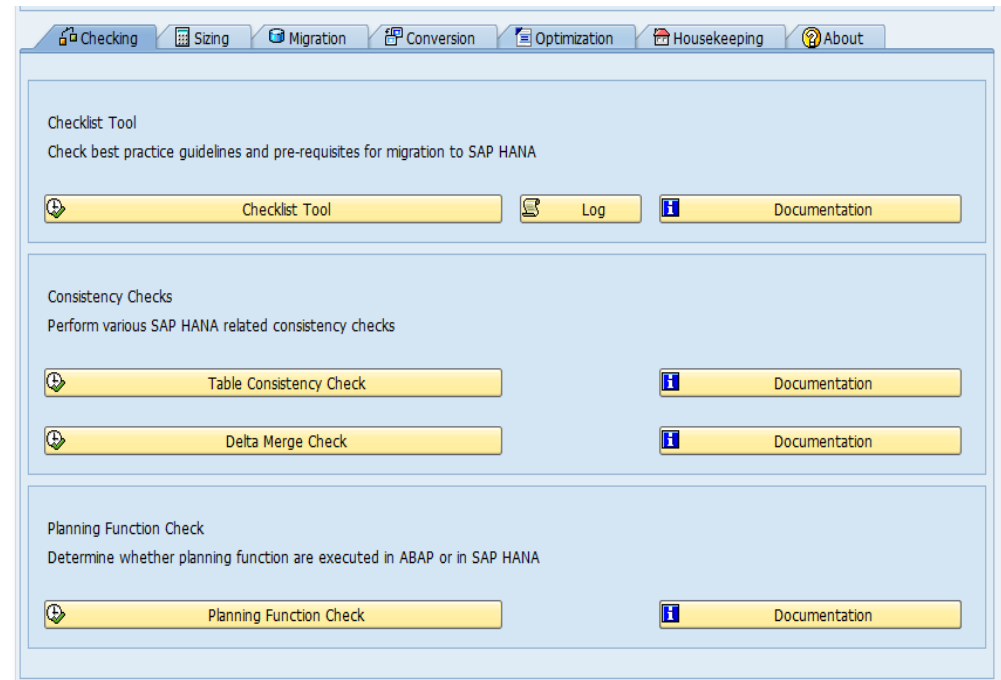 Checking Sizing Migration Conversion Optimization Housekeeping About
Checklist Tool
Check best practice guidelines and pre-requisites for migration to SAP HANA
Checklist Tool Log Documentation
Consistency Checks
Perform various SAP HANA related consistency checks
Table Consistency Check Documentation
Delta Merge Check Documentation
Planning Function Check
Determine whether planning function are executed in ABAP or in SAP HANA
Planning Function Check Documentation